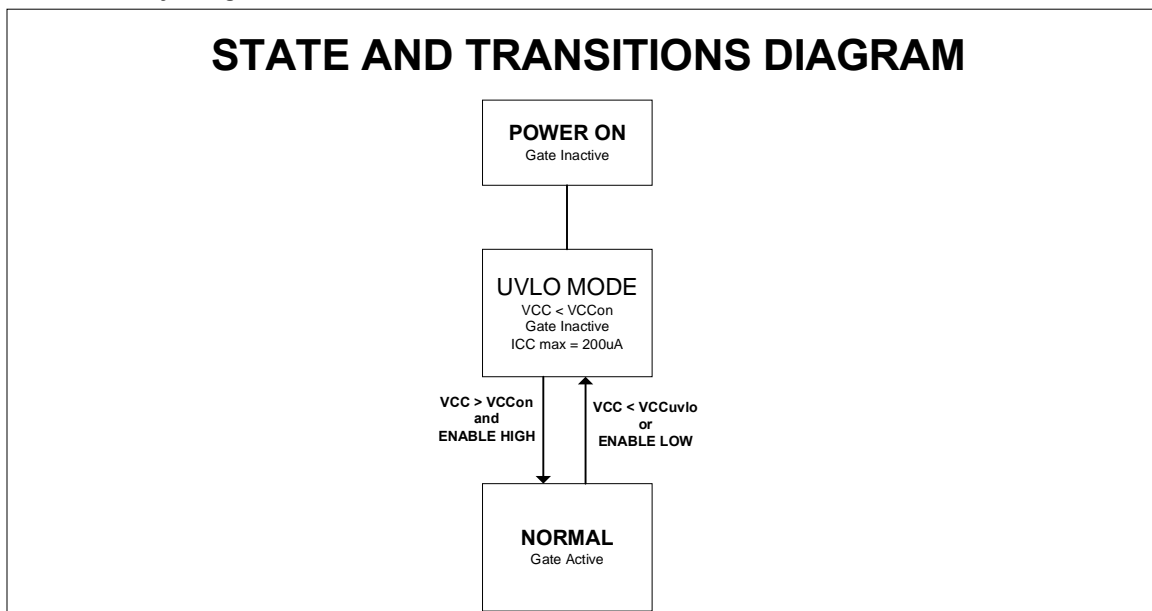 STATE AND TRANSITIONS DIAGRAM
POWER ON
Gate Inactive
UVLO MODE
VCC < VCCon
Gate Inactive
ICC max = 200uA
VCC > VCCon
and
ENABLE HIGH
VCC < VCCuvlo
or
ENABLE LOW
NORMAL
Gate Active